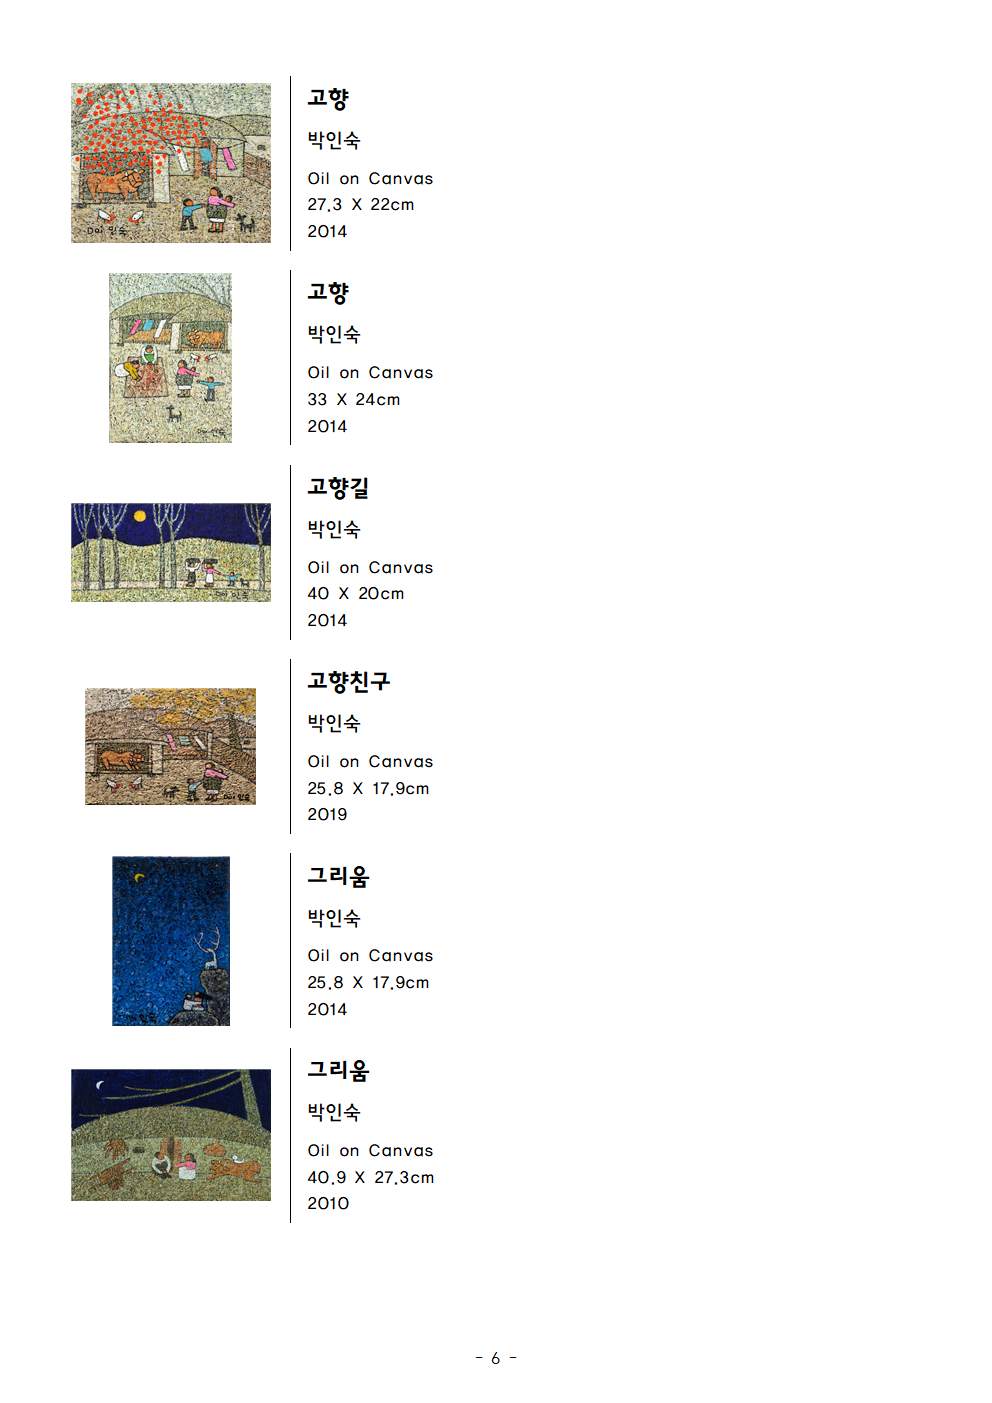 고향
박인숙
Oil on Canvas
27.3 X 22cm
2014
고향
박인숙
Oil on Canvas
33 X 24cm
2014
고향길
박인숙
Oil on Canvas
40 X 20cm
2014
고향친구
박인숙
Oil on Canvas
25.8 X 17.9cm
2019
그리움
박인숙
Oil on Canvas
25.8 X 17.9cm
2014
그리움
박인숙
Oil on Canvas
40.9 X 27.3cm
2010
- 6 -